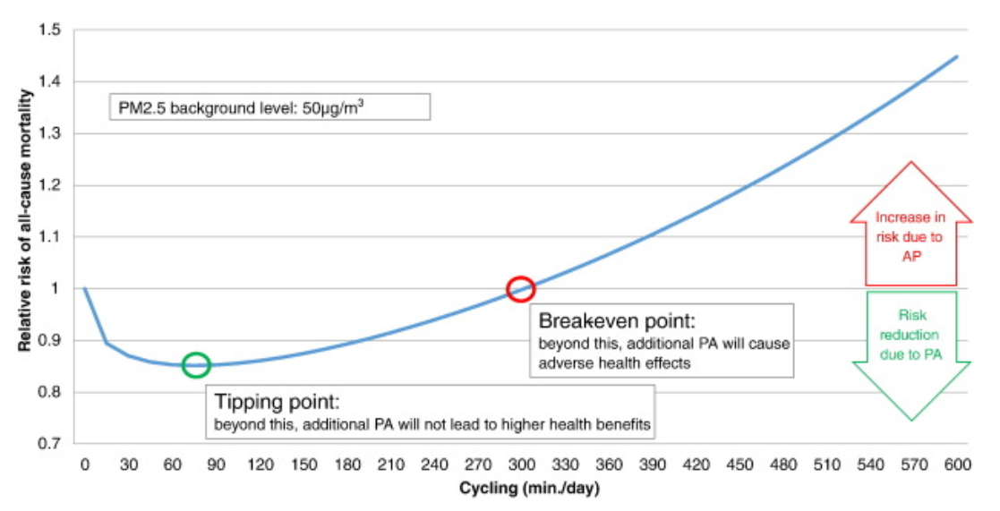 1.5
1.4
1.3
1.2
1.1
1
0.9
0.8
0.7
Relative risk of all-cause mortality
PM2.5 background level: 50µg/m³
Increase in
risk due to
AP
Risk
reduction
due to PA
Breakeven point:
beyond this, additional PA will cause
adverse health effects
Tipping point:
beyond this, additional PA will not lead to higher health benefits
0 30 60 90 120 150 180 210 240 270 300 330 360 390 420 450 480 510 540 570 600
Cycling (min./day)